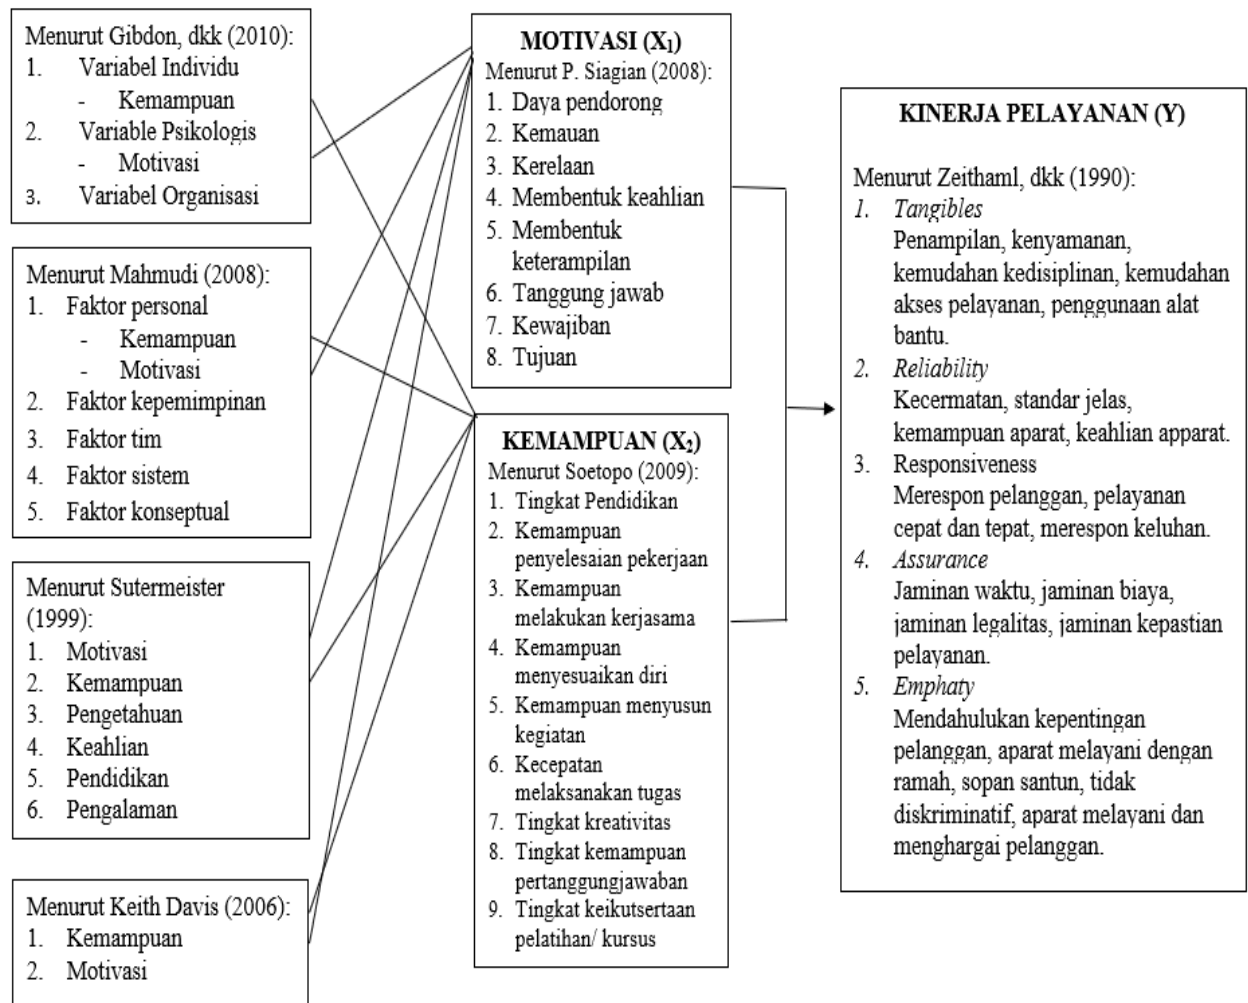 Menurut Gibdon, dkk (2010):
1. Variabel Individu
- Kemampuan
2. Variable Psikologis
- Motivasi
3. Variabel Organisasi
Menurut Mahmudi (2008):
1. Faktor personal
- Kemampuan
- Motivasi
2. Faktor kepemimpinan
3. Faktor tim
4. Faktor sistem
5. Faktor konseptual
Menurut Sutermeister
(1999):
1. Motivasi
2. Kemampuan
3. Pengetahuan
4. Keahlian
5. Pendidikan
6. Pengalaman
Menurut Keith Davis (2006):
1. Kemampuan
2. Motivasi
MOTIVASI (X₁)
Menurut P. Siagian (2008):
1. Daya pendorong
2. Kemauan
3. Kerelaan
4. Membentuk keahlian
5. Membentuk
keterampilan
6. Tanggung jawab
7. Kewajiban
8. Tujuan
KEMAMPUAN (X₂)
Menurut Soetopo (2009):
1. Tingkat Pendidikan
2. Kemampuan
penyelesaian pekerjaan
3. Kemampuan
melakukan kerjasama
4. Kemampuan
menyesuaikan diri
5. Kemampuan menyusun
kegiatan
6. Kecepatan
melaksanakan tugas
7. Tingkat kreativitas
8. Tingkat kemampuan
pertanggungjawaban
9. Tingkat keikutsertaan
pelatihan/ kursus
KINERJA PELAYANAN (Y)
Menurut Zeithaml, dkk (1990):
1. Tangibles
Penampilan, kenyamanan,
kemudahan kedisiplinan, kemudahan
akses pelayanan, penggunaan alat
bantu.
2. Reliability
Kecermatan, standar jelas,
kemampuan aparat, keahlian apparat.
3. Responsiveness
Merespon pelanggan, pelayanan
cepat dan tepat, merespon keluhan.
4. Assurance
Jaminan waktu, jaminan biaya,
jaminan legalitas, jaminan kepastian
pelayanan.
5. Emphaty
Mendahulukan kepentingan
pelanggan, aparat melayani dengan
ramah, sopan santun, tidak
diskriminatif, aparat melayani dan
menghargai pelanggan.